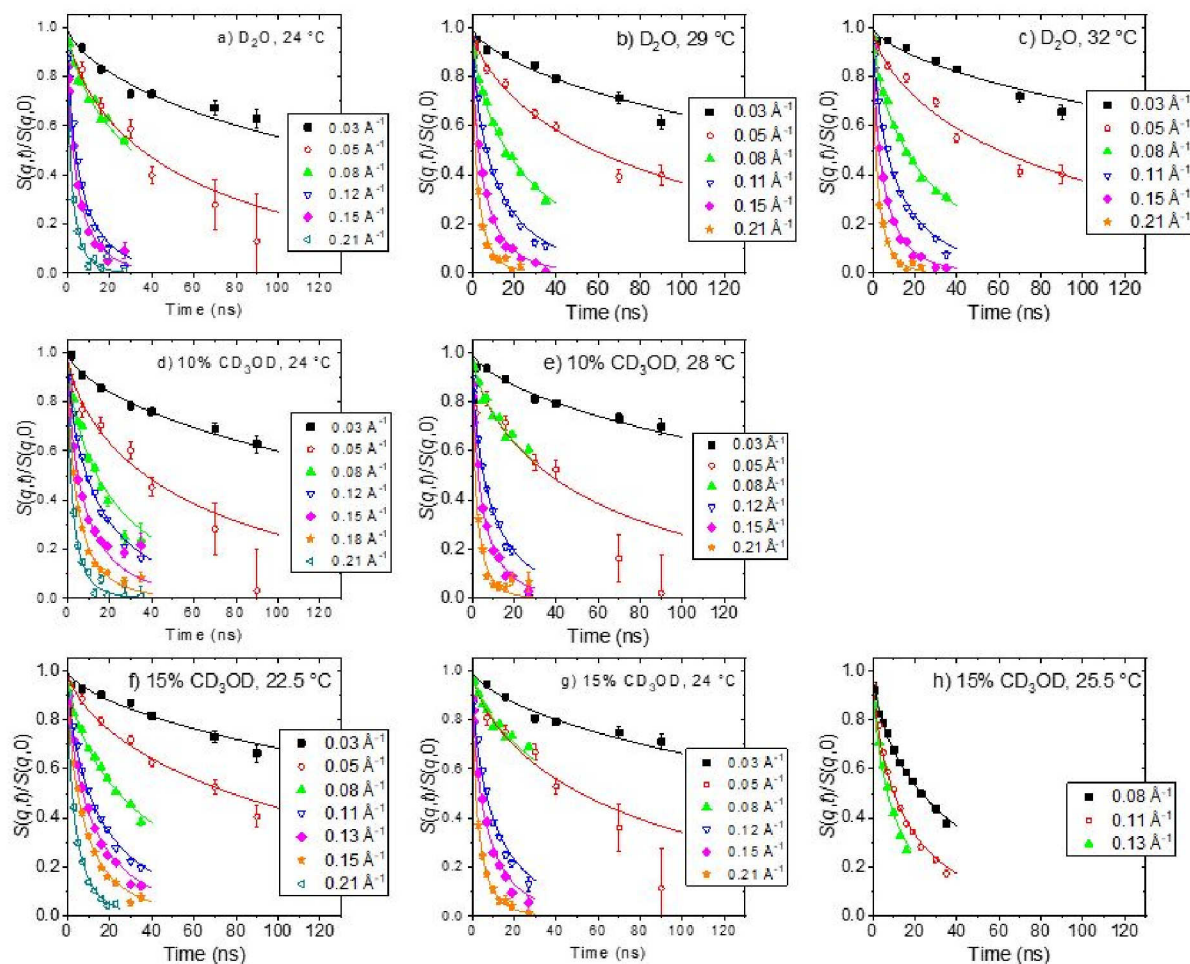 S(q,t)/S(q,0)
1.0
0.8
0.6
0.4
0.2
0.0
a) D₂O, 24 °C
0.03 Å⁻¹
0.05 Å⁻¹
0.08 Å⁻¹
0.12 Å⁻¹
0.15 Å⁻¹
0.21 Å⁻¹
0 20 40 60 80 100 120
Time (ns)
1.0
0.8
0.6
0.4
0.2
0.0
b) D₂O, 29 °C
0.03 Å⁻¹
0.05 Å⁻¹
0.08 Å⁻¹
0.11 Å⁻¹
0.15 Å⁻¹
0.21 Å⁻¹
0 20 40 60 80 100 120
Time (ns)
1.0
0.8
0.6
0.4
0.2
0.0
c) D₂O, 32 °C
0.03 Å⁻¹
0.05 Å⁻¹
0.08 Å⁻¹
0.11 Å⁻¹
0.15 Å⁻¹
0.21 Å⁻¹
0 20 40 60 80 100 120
Time (ns)
S(q,t)/S(q,0)
1.0
0.8
0.6
0.4
0.2
0.0
d) 10% CD₃OD, 24 °C
0.03 Å⁻¹
0.05 Å⁻¹
0.08 Å⁻¹
0.12 Å⁻¹
0.15 Å⁻¹
0.18 Å⁻¹
0.21 Å⁻¹
0 20 40 60 80 100 120
Time (ns)
1.0
0.8
0.6
0.4
0.2
0.0
e) 10% CD₃OD, 28 °C
0.03 Å⁻¹
0.05 Å⁻¹
0.08 Å⁻¹
0.12 Å⁻¹
0.15 Å⁻¹
0.21 Å⁻¹
0 20 40 60 80 100 120
Time (ns)
S(q,t)/S(q,0)
1.0
0.8
0.6
0.4
0.2
0.0
f) 15% CD₃OD, 22.5 °C
0.03 Å⁻¹
0.05 Å⁻¹
0.08 Å⁻¹
0.11 Å⁻¹
0.13 Å⁻¹
0.15 Å⁻¹
0.21 Å⁻¹
0 20 40 60 80 100 120
Time (ns)
1.0
0.8
0.6
0.4
0.2
0.0
g) 15% CD₃OD, 24 °C
0.03 Å⁻¹
0.05 Å⁻¹
0.08 Å⁻¹
0.12 Å⁻¹
0.15 Å⁻¹
0.21 Å⁻¹
0 20 40 60 80 100 120
Time (ns)
1.0
0.8
0.6
0.4
0.2
0.0
h) 15% CD₃OD, 25.5 °C
0.08 Å⁻¹
0.11 Å⁻¹
0.13 Å⁻¹
0 20 40 60 80 100 120
Time (ns)